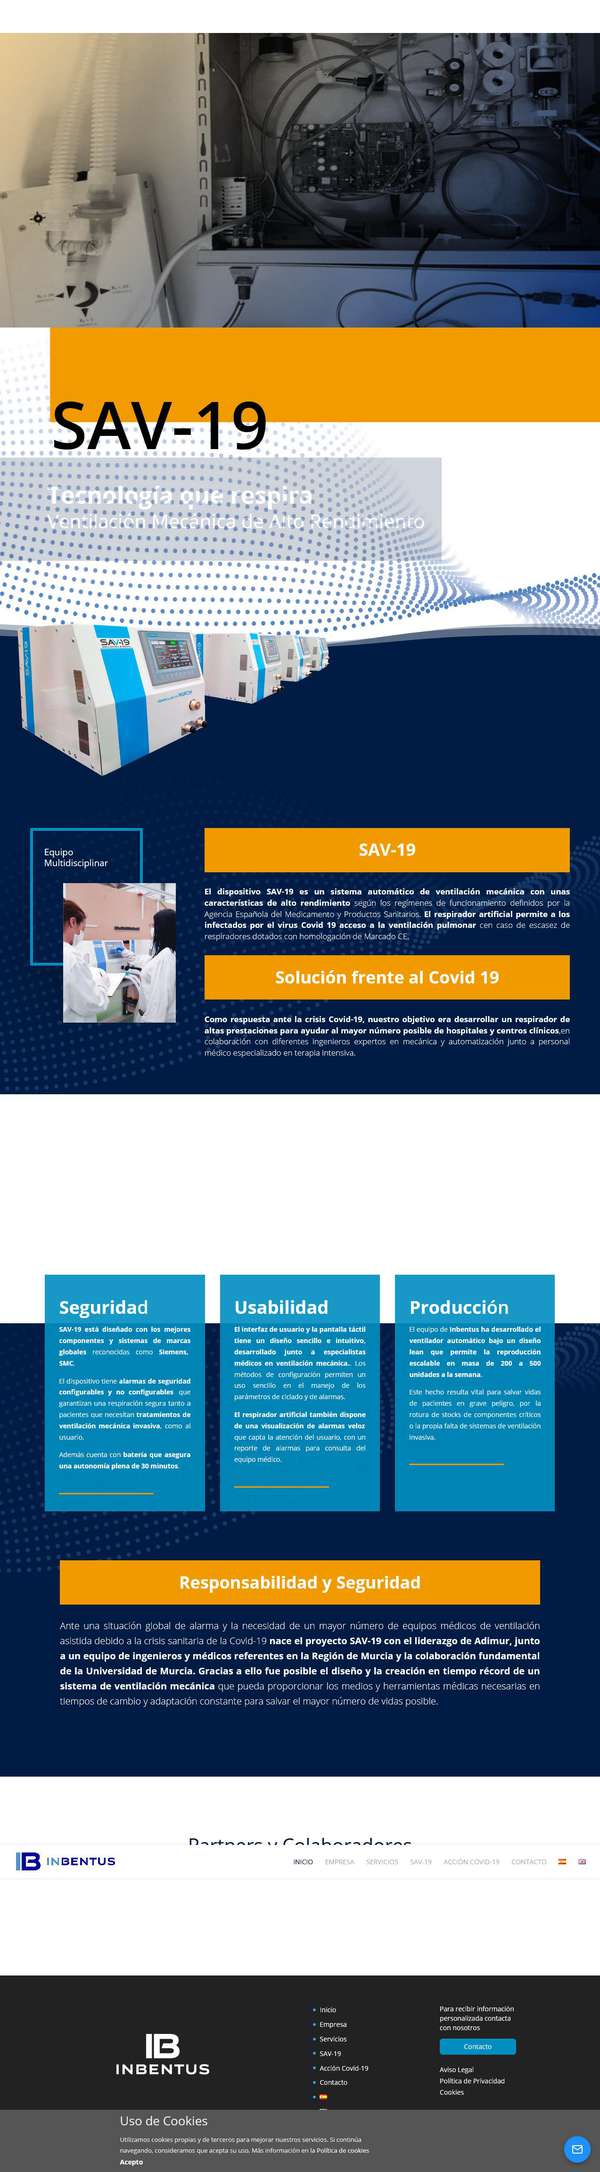 SAV-19
Tecnología que respira
Ventilación Mecánica de Alto Rendimiento
SAV-19
SAV-19
Equipo
Multidisciplinar
SAV-19
El dispositivo SAV-19 es un sistema automático de ventilación mecánica con unas
características de alto rendimiento según los regímenes de funcionamiento definidos por la
Agencia Española del Medicamento y Productos Sanitarios. El respirador artificial permite a los
infectados por el virus Covid 19 acceso a la ventilación pulmonar cen caso de escasez de
respiradores dotados con homologación de Marcado CE.
Solución frente al Covid 19
Como respuesta ante la crisis Covid-19, nuestro objetivo era desarrollar un respirador de
altas prestaciones para ayudar al mayor número posible de hospitales y centros clínicos,en
colaboración con diferentes ingenieros expertos en mecánica y automatización junto a personal
médico especializado en terapia intensiva.
Seguridad
SAV-19 está diseñado con los mejores
componentes y sistemas de marcas
globales reconocidas como Siemens,
SMC.
El dispositivo tiene alarmas de seguridad
configurables y no configurables que
garantizan una respiración segura tanto a
pacientes que necesitan tratamientos de
ventilación mecánica invasiva, como al
usuario.
Además cuenta con batería que asegura
una autonomía plena de 30 minutos.
Usabilidad
El interfaz de usuario y la pantalla táctil
tiene un diseño sencillo e intuitivo,
desarrollado junto a especialistas
médicos en ventilación mecánica.. Los
métodos de configuración permiten un
uso sencillo en el manejo de los
parámetros de ciclado y de alarmas.
El respirador artificial también dispone
de una visualización de alarmas veloz
que capta la atención del usuario, con un
reporte de alarmas para consulta del
equipo médico.
Producción
El equipo de Inbentus ha desarrollado el
ventilador automático bajo un diseño
lean que permite la reproducción
escalable en masa de 200 a 500
unidades a la semana.
Este hecho resulta vital para salvar vidas
de pacientes en grave peligro, por la
rotura de stocks de componentes críticos
o la propia falta de sistemas de ventilación
invasiva.
Responsabilidad y Seguridad
Ante una situación global de alarma y la necesidad de un mayor número de equipos médicos de ventilación
asistida debido a la crisis sanitaria de la Covid-19 nace el proyecto SAV-19 con el liderazgo de Adimur, junto
a un equipo de ingenieros y médicos referentes en la Región de Murcia y la colaboración fundamental
de la Universidad de Murcia. Gracias a ello fue posible el diseño y la creación en tiempo récord de un
sistema de ventilación mecánica que pueda proporcionar los medios y herramientas médicas necesarias en
tiempos de cambio y adaptación constante para salvar el mayor número de vidas posible.
Partners y Colaboradores
INBENTUS
INICIO EMPRESA SERVICIOS SAV-19 ACCIÓN COVID-19 CONTACTO
INBENTUS
Inicio
Empresa
Servicios
SAV-19
Acción Covid-19
Contacto
Para recibir información
personalizada contacta
con nosotros
Contacto
Aviso Legal
Política de Privacidad
Cookies
Uso de Cookies
Utilizamos cookies propias y de terceros para mejorar nuestros servicios. Si continúa
navegando, consideramos que acepta su uso. Más información en la Política de cookies
Acepto